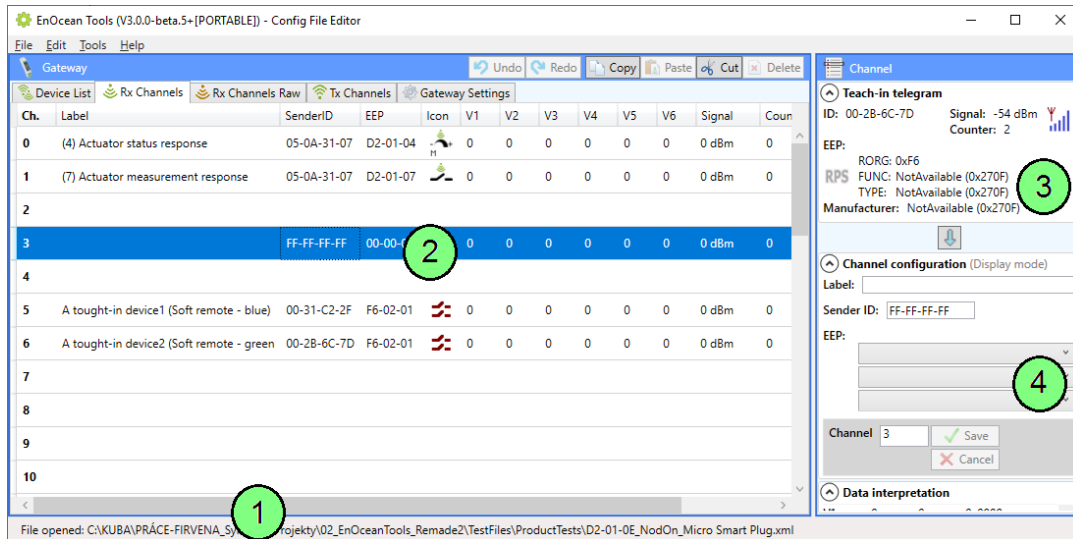 EnOcean Tools (V3.0.0-beta.5+[PORTABLE]) - Config File Editor
File Edit Tools Help
Gateway Undo Redo Copy Paste Cut Delete
Device List Rx Channels Rx Channels Raw Tx Channels Gateway Settings
Ch. Label SenderID EEP Icon V1 V2 V3 V4 V5 V6 Signal Coun
0 (4) Actuator status response 05-0A-31-07 D2-01-04 M 0 0 0 0 0 0 0 dBm 0
1 (7) Actuator measurement response 05-0A-31-07 D2-01-07 0 0 0 0 0 0 0 dBm 0
2
3 FF-FF-FF-FF 00-00- 2 0 0 0 0 0 0 0 dBm 0
4
5 A tought-in device1 (Soft remote - blue) 00-31-C2-2F F6-02-01 0 0 0 0 0 0 0 dBm 0
6 A tought-in device2 (Soft remote - green 00-2B-6C-7D F6-02-01 0 0 0 0 0 0 0 dBm 0
7
8
9
10
1
File opened: C:\KUBA\PRÁCE-FIRVENA_Sy rojekty\02_EnOceanTools_Remade2\TestFiles\ProductTests\D2-01-0E_NodOn_Micro Smart Plug.xml
Channel
Teach-in telegram
ID: 00-2B-6C-7D Signal: -54 dBm
Counter: 2
EEP:
RORG: 0xF6
RPS FUNC: NotAvailable (0x270F)
TYPE: NotAvailable (0x270F)
3
Manufacturer: NotAvailable (0x270F)
Channel configuration (Display mode)
Label:
Sender ID: FF-FF-FF-FF
EEP:
4
Channel 3 Save
Cancel
Data interpretation